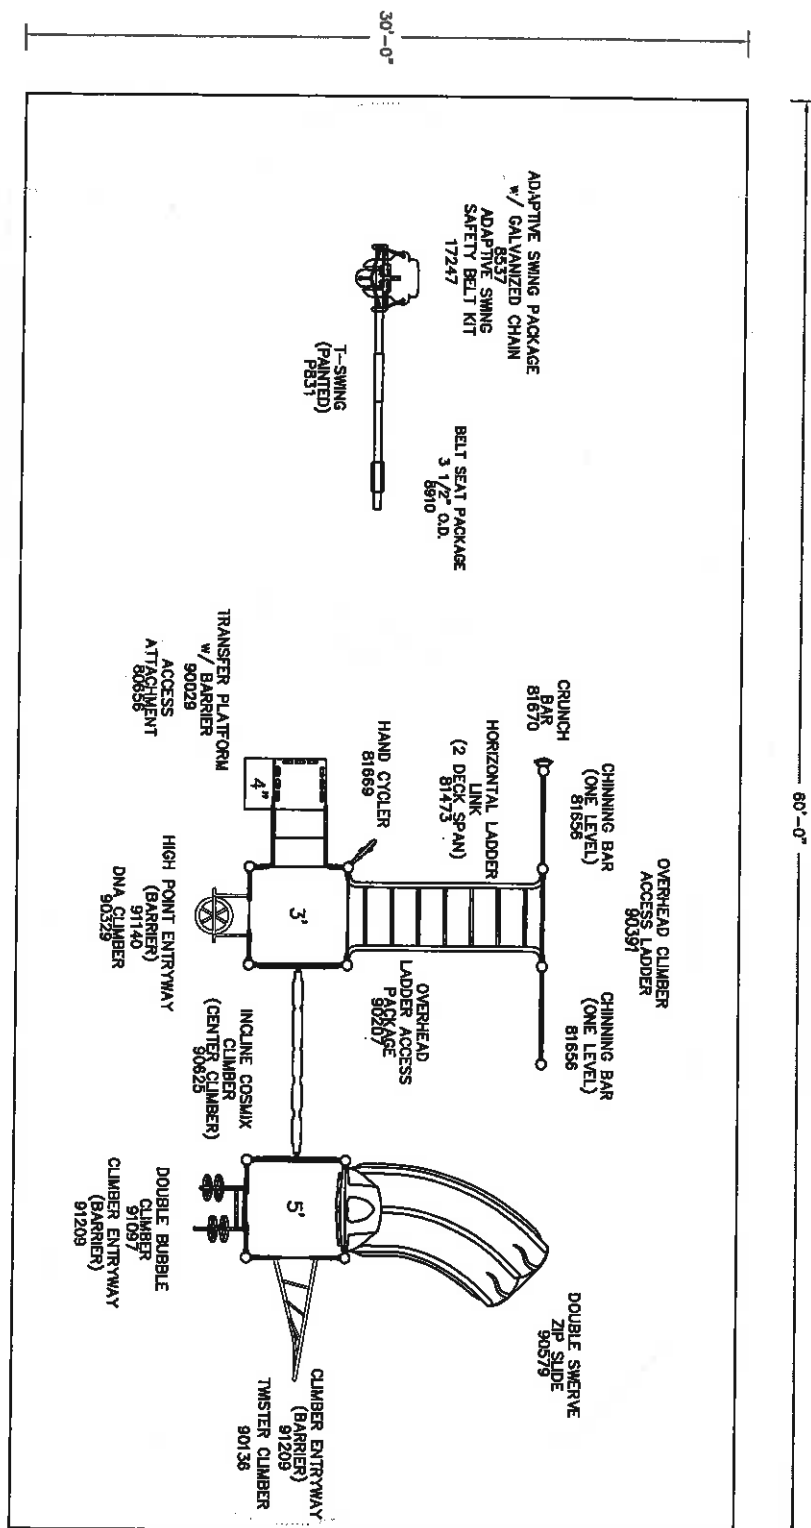 30'-0"
60'-0"
ADAPTIVE SWING PACKAGE
w/ GALVANIZED CHAIN
8537
ADAPTIVE SWING
SAFETY BELT KIT
17247
T-SWING
(PAINTED)
P831
BELT SEAT PACKAGE
3 1/2" O.D.
8910
CRUNCH
BAR
81670
CHINNING BAR
(ONE LEVEL)
81656
OVERHEAD CLIMBER
ACCESS LADDER
90391
CHINNING BAR
(ONE LEVEL)
81656
HORIZONTAL LADDER
LINK
(2 DECK SPAN)
81473
HAND CYCLER
81669
TRANSFER PLATFORM
w/ BARRIER
90029
ACCESS
ATTACHMENT
80656
4"
3'
OVERHEAD
LADDER ACCESS
PACKAGE
90207
HIGH POINT ENTRYWAY
(BARRIER)
91140
DNA CLIMBER
90329
INCLINE COSMIX
CLIMBER
(CENTER CLIMBER)
90625
5'
DOUBLE SWERVE
ZIP SLIDE
90579
DOUBLE BUBBLE
CLIMBER
91097
CLIMBER ENTRYWAY
(BARRIER)
91209
CLIMBER ENTRYWAY
(BARRIER)
91209
TWISTER CLIMBER
90136